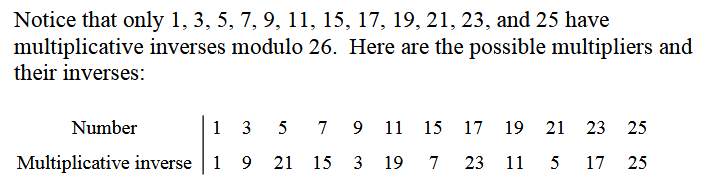 Notice that only 1, 3, 5, 7, 9, 11, 15, 17, 19, 21, 23, and 25 have
multiplicative inverses modulo 26. Here are the possible multipliers and
their inverses:
Number 1 3 5 7 9 11 15 17 19 21 23 25
Multiplicative inverse 1 9 21 15 3 19 7 23 11 5 17 25